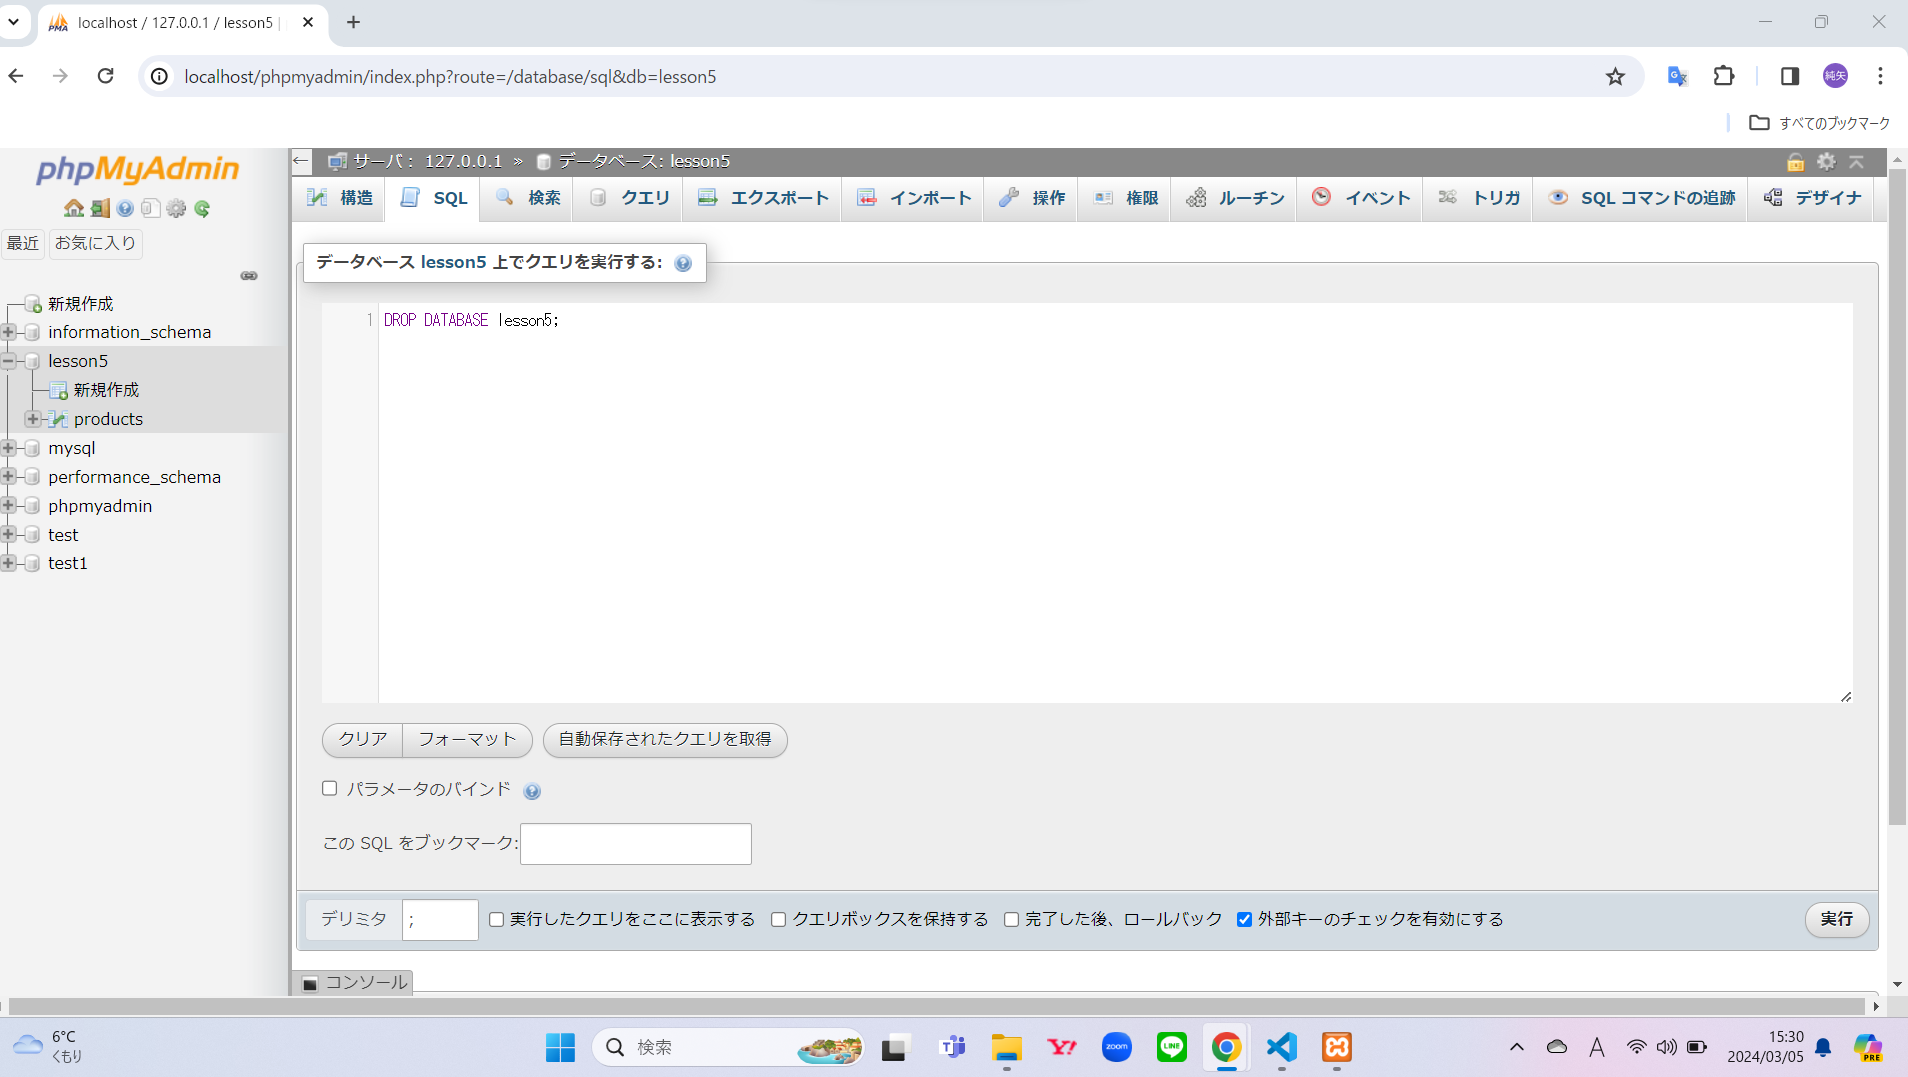 localhost / 127.0.0.1 / lesson5 |
localhost/phpmyadmin/index.php?route=/database/sql&db=lesson5
純矢
すべてのブックマーク
phpMyAdmin
最近 お気に入り
新規作成
information_schema
lesson5
新規作成
products
mysql
performance_schema
phpmyadmin
test
test1
サーバ： 127.0.0.1 » データベース: lesson5
構造 SQL 検索 クエリ エクスポート インポート 操作 権限 ルーチン イベント トリガ SQL コマンドの追跡 デザイナ
データベース lesson5 上でクエリを実行する:
1 DROP DATABASE lesson5;
クリア フォーマット 自動保存されたクエリを取得
パラメータのバインド
この SQL をブックマーク:
デリミタ ; 実行したクエリをここに表示する クエリボックスを保持する 完了した後、ロールバック 外部キーのチェックを有効にする 実行
コンソール
6°C
くもり
検索
zoom
LINE
A
15:30
2024/03/05
PRE